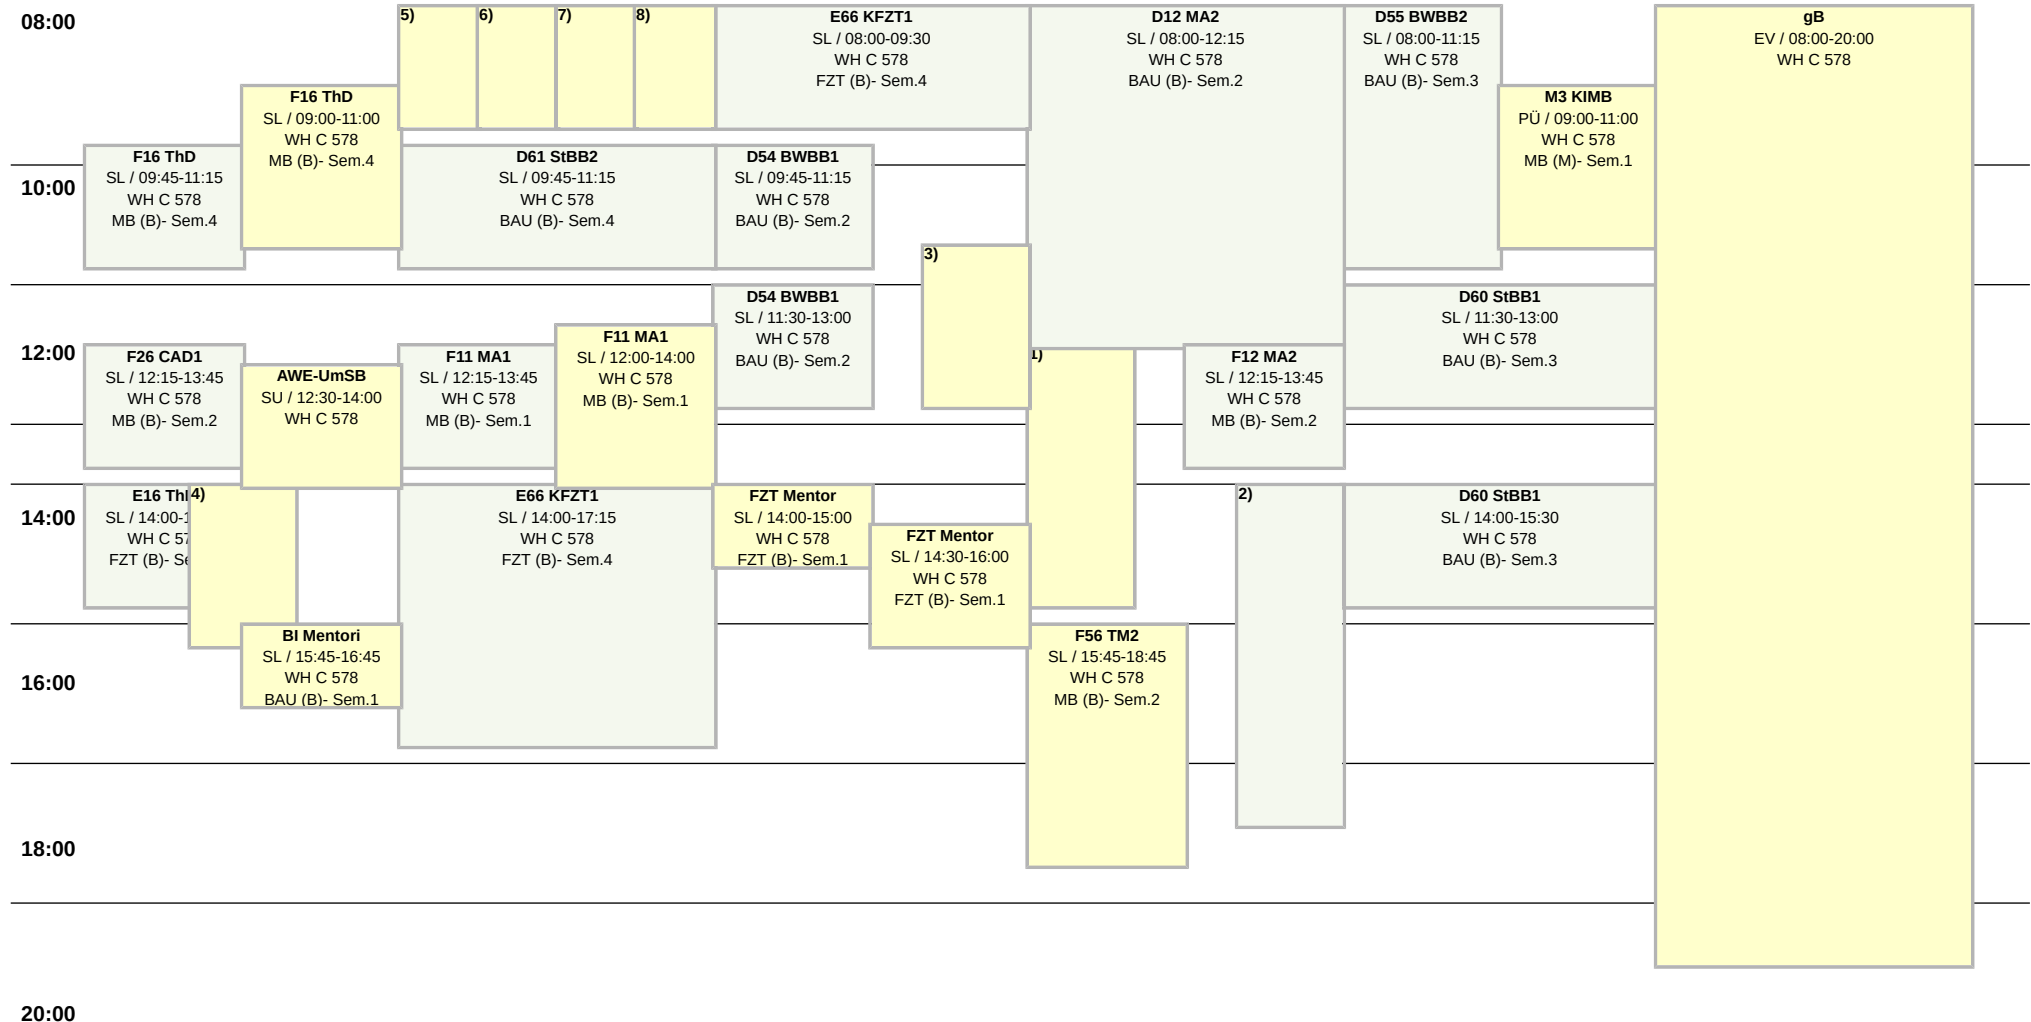 08:00
10:00
12:00
14:00
16:00
18:00
20:00
F16 ThD
SL / 09:45-11:15
WH C 578
MB (B)- Sem.4
F26 CAD1
SL / 12:15-13:45
WH C 578
MB (B)- Sem.2
E16
SL / 14:00-
WH C
FZT (B)-
F16 ThD
SL / 09:00-11:00
WH C 578
MB (B)- Sem.4
AWE-UmSB
SU / 12:30-14:00
WH C 578
4)
BI Mentori
SL / 15:45-16:45
WH C 578
BAU (B)- Sem.1
5)
6)
7)
8)
D61 StBB2
SL / 09:45-11:15
WH C 578
BAU (B)- Sem.4
F11 MA1
SL / 12:15-13:45
WH C 578
MB (B)- Sem.1
F11 MA1
SL / 12:00-14:00
WH C 578
MB (B)- Sem.1
E66 KFZT1
SL / 14:00-17:15
WH C 578
FZT (B)- Sem.4
E66 KFZT1
SL / 08:00-09:30
WH C 578
FZT (B)- Sem.4
D54 BWBB1
SL / 09:45-11:15
WH C 578
BAU (B)- Sem.2
D54 BWBB1
SL / 11:30-13:00
WH C 578
BAU (B)- Sem.2
3)
FZT Mentor
SL / 14:00-15:00
WH C 578
FZT (B)- Sem.1
FZT Mentor
SL / 14:30-16:00
WH C 578
FZT (B)- Sem.1
D12 MA2
SL / 08:00-12:15
WH C 578
BAU (B)- Sem.2
1)
F12 MA2
SL / 12:15-13:45
WH C 578
MB (B)- Sem.2
2)
F56 TM2
SL / 15:45-18:45
WH C 578
MB (B)- Sem.2
D55 BWBB2
SL / 08:00-11:15
WH C 578
BAU (B)- Sem.3
M3 KIMB
PÜ / 09:00-11:00
WH C 578
MB (M)- Sem.1
D60 StBB1
SL / 11:30-13:00
WH C 578
BAU (B)- Sem.3
D60 StBB1
SL / 14:00-15:30
WH C 578
BAU (B)- Sem.3
gB
EV / 08:00-20:00
WH C 578